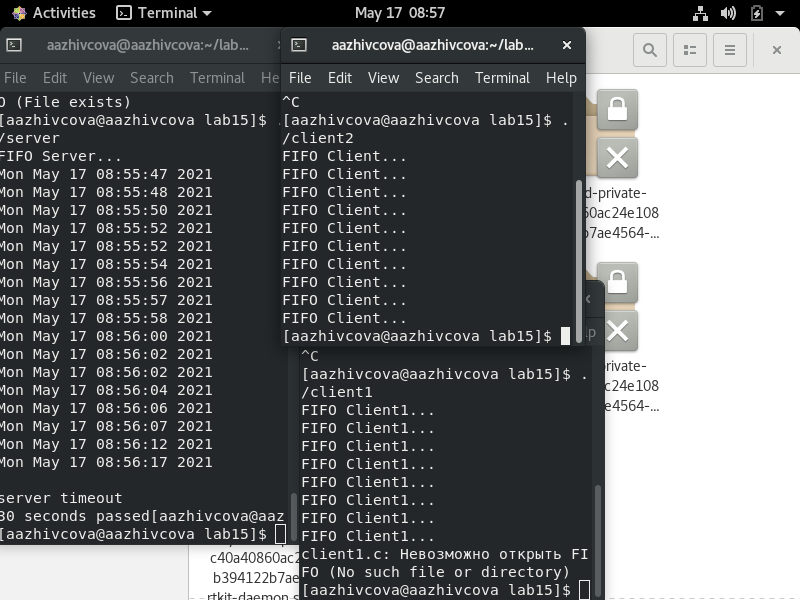 Activities
Terminal
May 17 08:57
aazhivcova@aazhivcova:~/lab...
File Edit View Search Terminal He
O (File exists)
[aazhivcova@aazhivcova lab15]$ .
/server
FIFO Server...
Mon May 17 08:55:47 2021
Mon May 17 08:55:48 2021
Mon May 17 08:55:50 2021
Mon May 17 08:55:52 2021
Mon May 17 08:55:52 2021
Mon May 17 08:55:54 2021
Mon May 17 08:55:56 2021
Mon May 17 08:55:57 2021
Mon May 17 08:55:58 2021
Mon May 17 08:56:00 2021
Mon May 17 08:56:02 2021
Mon May 17 08:56:02 2021
Mon May 17 08:56:04 2021
Mon May 17 08:56:06 2021
Mon May 17 08:56:07 2021
Mon May 17 08:56:12 2021
Mon May 17 08:56:17 2021
server timeout
30 seconds passed[aazhivcova@aaz
[aazhivcova@aazhivcova lab15]$
aazhivcova@aazhivcova:~/lab...
File Edit View Search Terminal Help
^C
[aazhivcova@aazhivcova lab15]$ .
/client2
FIFO Client...
FIFO Client...
FIFO Client...
FIFO Client...
FIFO Client...
FIFO Client...
FIFO Client...
FIFO Client...
FIFO Client...
FIFO Client...
[aazhivcova@aazhivcova lab15]$
^C
[aazhivcova@aazhivcova lab15]$ .
/client1
FIFO Client1...
FIFO Client1...
FIFO Client1...
FIFO Client1...
FIFO Client1...
FIFO Client1...
FIFO Client1...
FIFO Client1...
client1.c: Невозможно открыть FI
FO (No such file or directory)
[aazhivcova@aazhivcova lab15]$
d-private-
60ac24e108
b7ae4564-...
private-
ac24e108
e4564-...
c40a40860ac2
b394122b7ae
rtkit-daemon.s